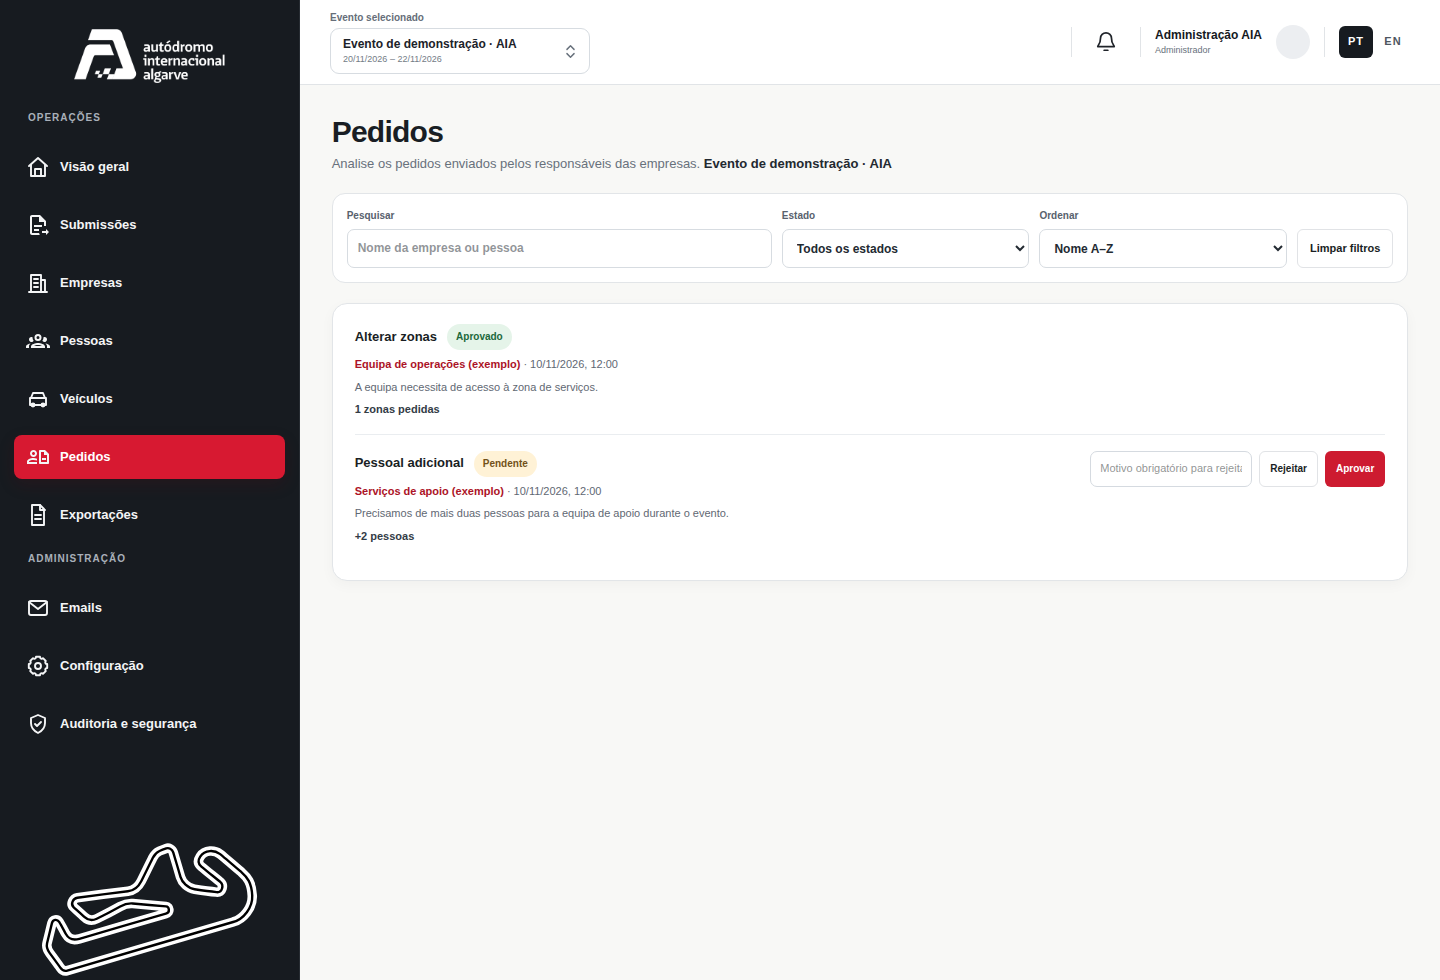 autódromo
internacional
algarve
OPERAÇÕES
Visão geral
Submissões
Empresas
Pessoas
Veículos
Pedidos
Exportações
ADMINISTRAÇÃO
Emails
Configuração
Auditoria e segurança
Evento selecionado
Evento de demonstração · AIA
20/11/2026 – 22/11/2026
Administração AIA
Administrador
PT EN
Pedidos
Analise os pedidos enviados pelos responsáveis das empresas. Evento de demonstração · AIA
Pesquisar
Nome da empresa ou pessoa
Estado
Todos os estados
Ordenar
Nome A–Z
Limpar filtros
Alterar zonas Aprovado
Equipa de operações (exemplo) · 10/11/2026, 12:00
A equipa necessita de acesso à zona de serviços.
1 zonas pedidas
Pessoal adicional Pendente
Serviços de apoio (exemplo) · 10/11/2026, 12:00
Precisamos de mais duas pessoas para a equipa de apoio durante o evento.
+2 pessoas
Motivo obrigatório para rejeita
Rejeitar
Aprovar